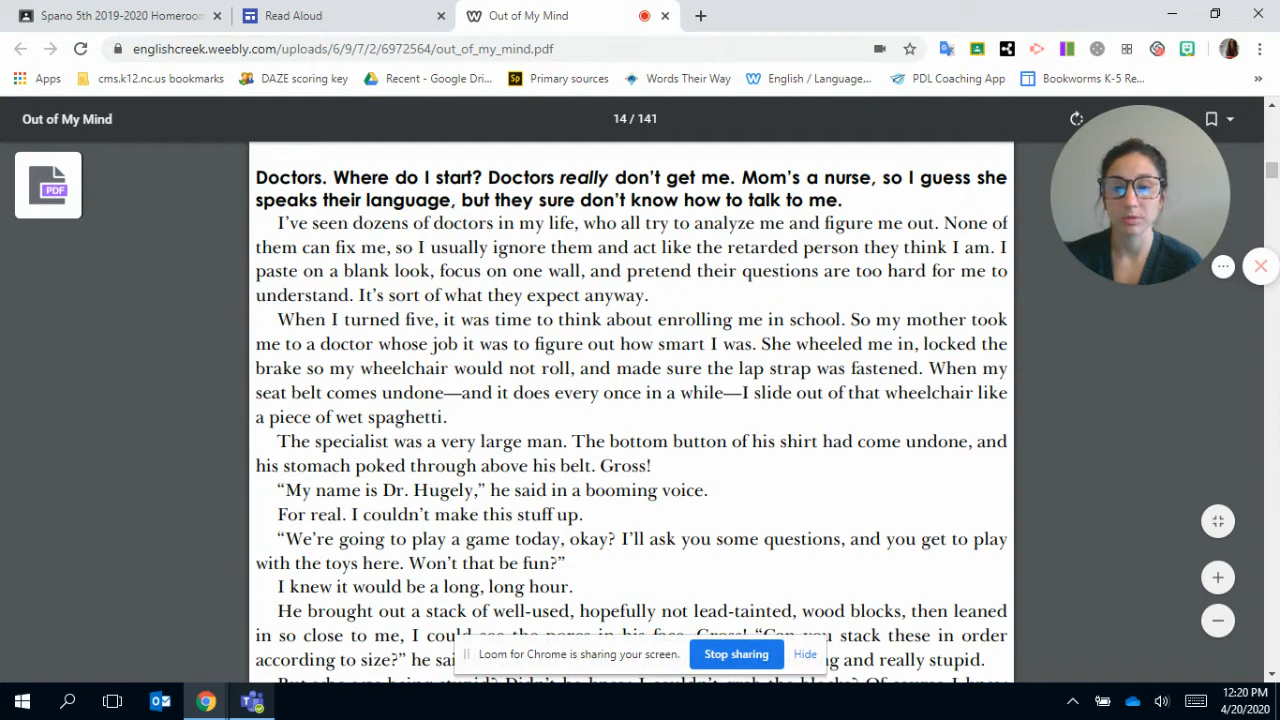 Spano 5th 2019-2020 Homeroom
Read Aloud
Out of My Mind
englishcreek.weebly.com/uploads/6/9/7/2/6972564/out_of_my_mind.pdf
Apps
cms.k12.nc.us bookmarks
DAZE scoring key
Recent - Google Dri...
Sp
Primary sources
Words Their Way
English / Language...
PDL Coaching App
Bookworms K-5 Re...
»
Out of My Mind
14 / 141
PDF
Doctors. Where do I start? Doctors really don’t get me. Mom’s a nurse, so I guess she
speaks their language, but they sure don’t know how to talk to me.
I’ve seen dozens of doctors in my life, who all try to analyze me and figure me out. None of
them can fix me, so I usually ignore them and act like the retarded person they think I am. I
paste on a blank look, focus on one wall, and pretend their questions are too hard for me to
understand. It’s sort of what they expect anyway.
When I turned five, it was time to think about enrolling me in school. So my mother took
me to a doctor whose job it was to figure out how smart I was. She wheeled me in, locked the
brake so my wheelchair would not roll, and made sure the lap strap was fastened. When my
seat belt comes undone—and it does every once in a while—I slide out of that wheelchair like
a piece of wet spaghetti.
The specialist was a very large man. The bottom button of his shirt had come undone, and
his stomach poked through above his belt. Gross!
“My name is Dr. Hugely,” he said in a booming voice.
For real. I couldn’t make this stuff up.
“We’re going to play a game today, okay? I’ll ask you some questions, and you get to play
with the toys here. Won’t that be fun?”
I knew it would be a long, long hour.
He brought out a stack of well-used, hopefully not lead-tainted, wood blocks, then leaned
in so close to me, I could see the pores in his face. Gross! “Can you stack these in order
according to size?” he sai
ng and really stupid.
Loom for Chrome is sharing your screen.
Stop sharing
Hide
12:20 PM
4/20/2020